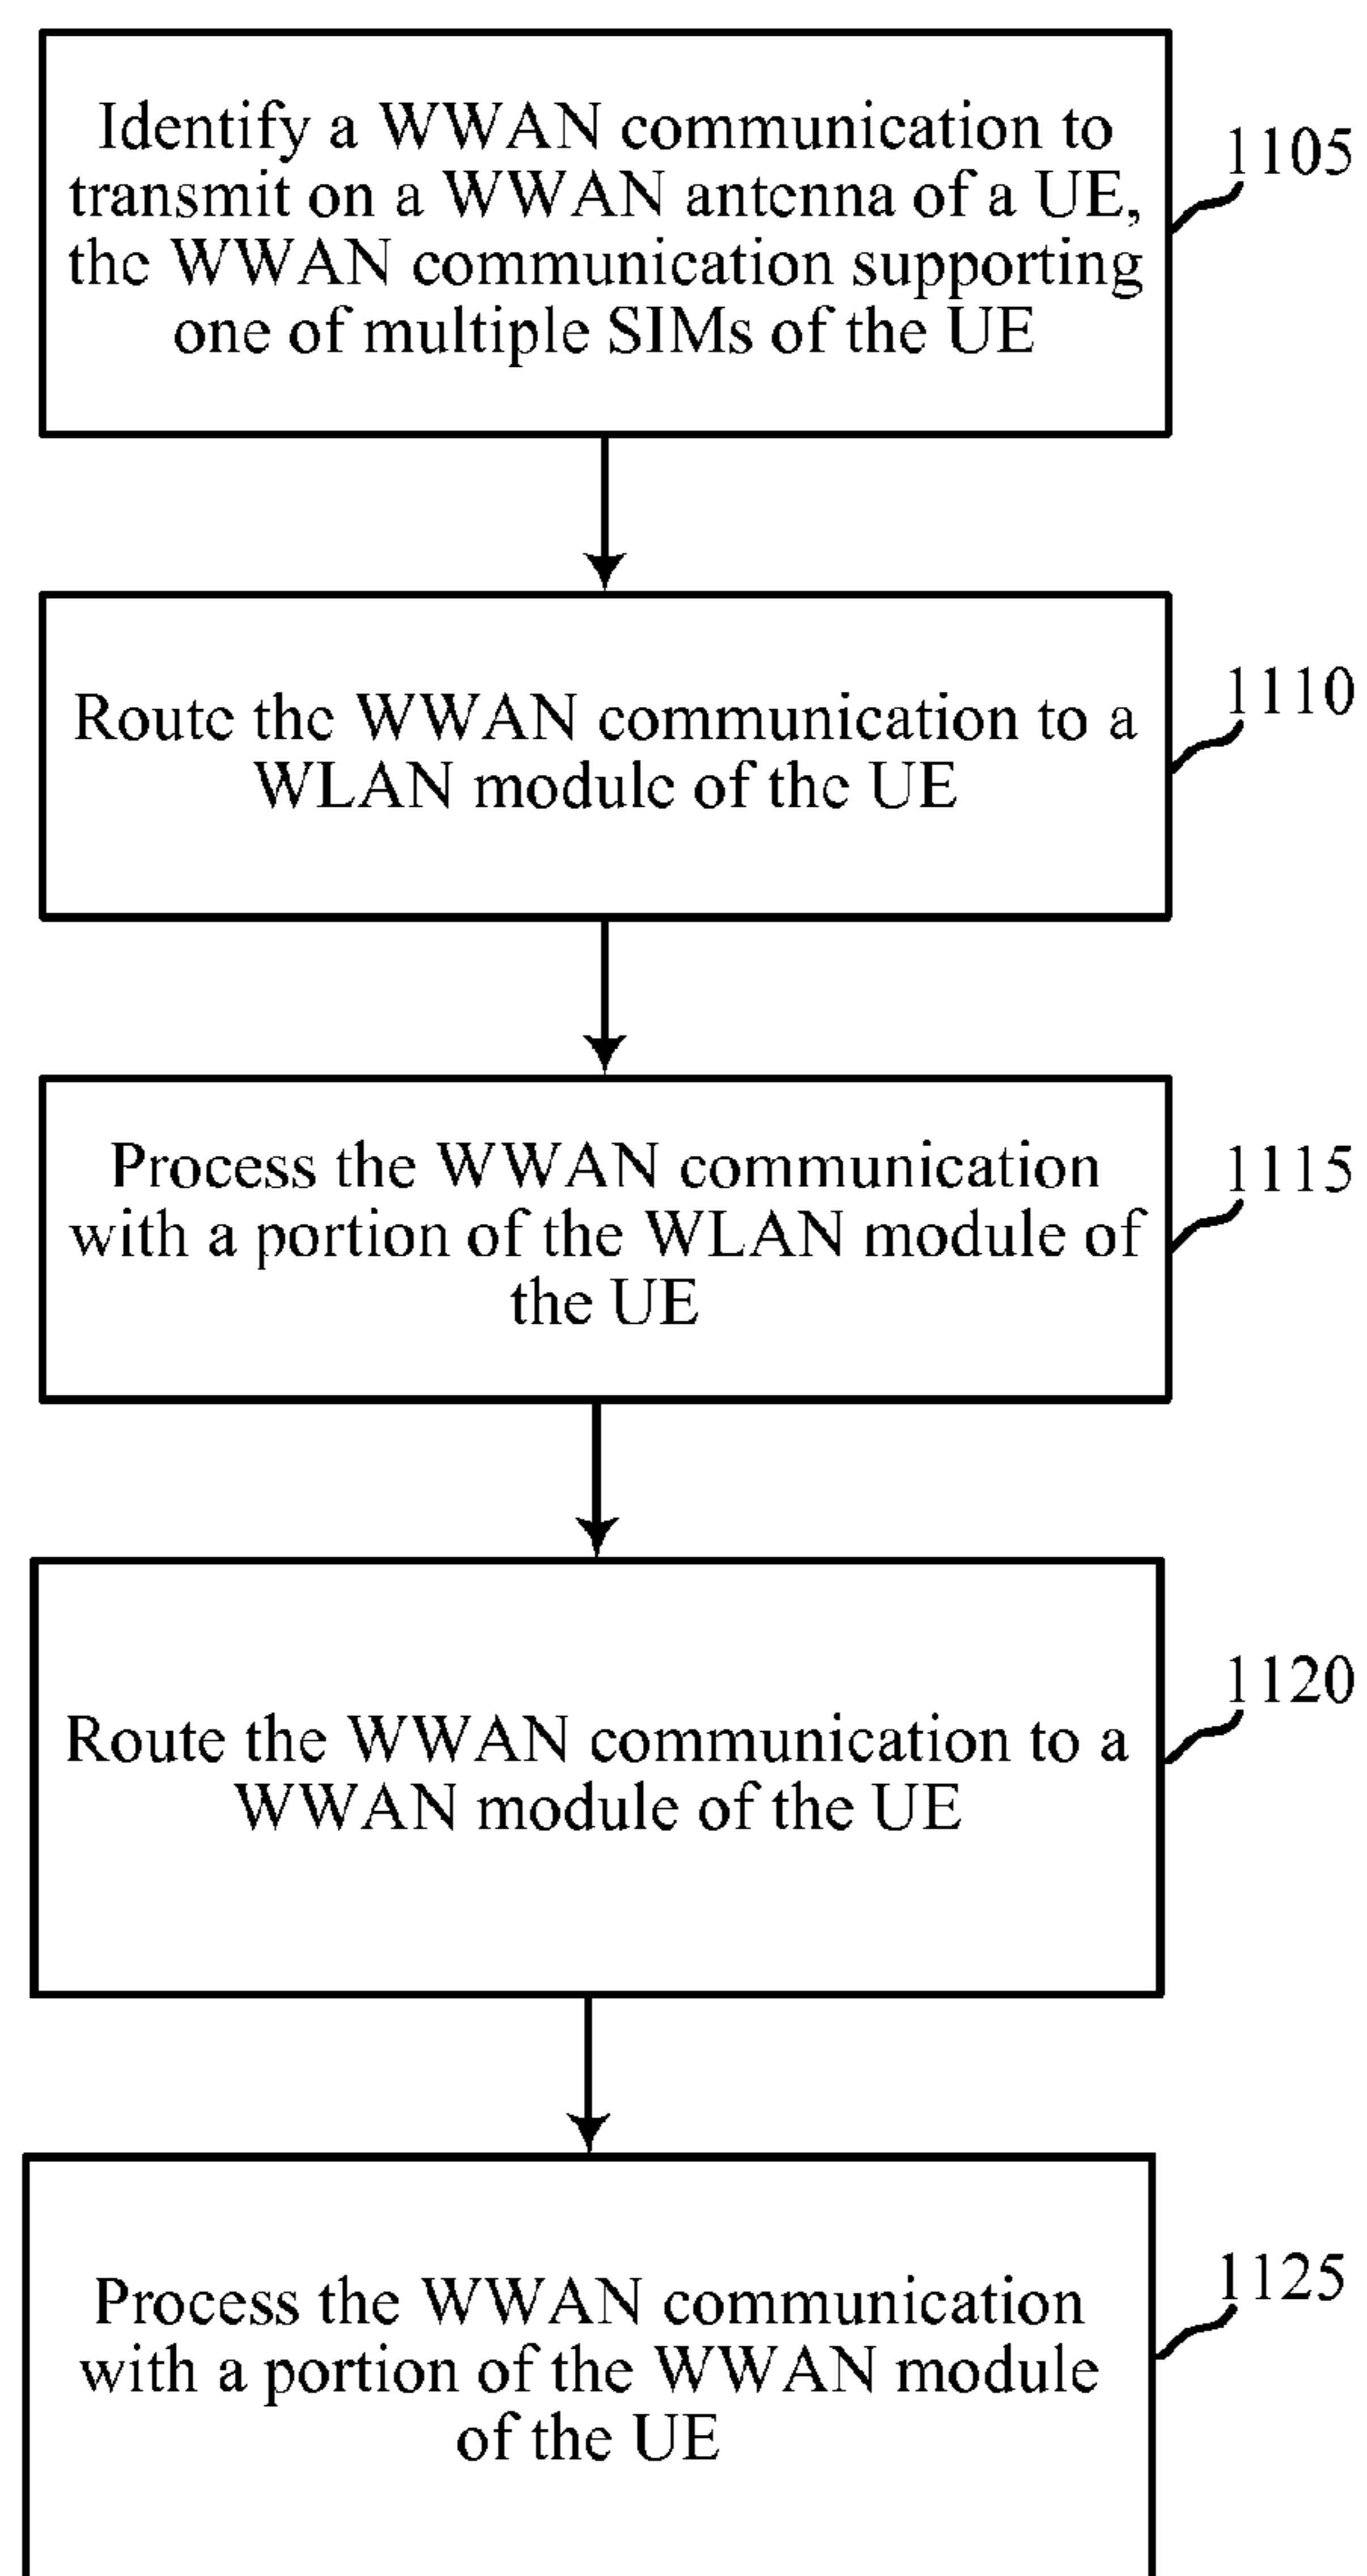 Identify a WWAN communication to
transmit on a WWAN antenna of a UE,
the WWAN communication supporting
one of multiple SIMs of the UE
1105
Route the WWAN communication to a
WLAN module of the UE
1110
Process the WWAN communication
with a portion of the WLAN module of
the UE
1115
Route the WWAN communication to a
WWAN module of the UE
1120
Process the WWAN communication
with a portion of the WWAN module
of the UE
1125